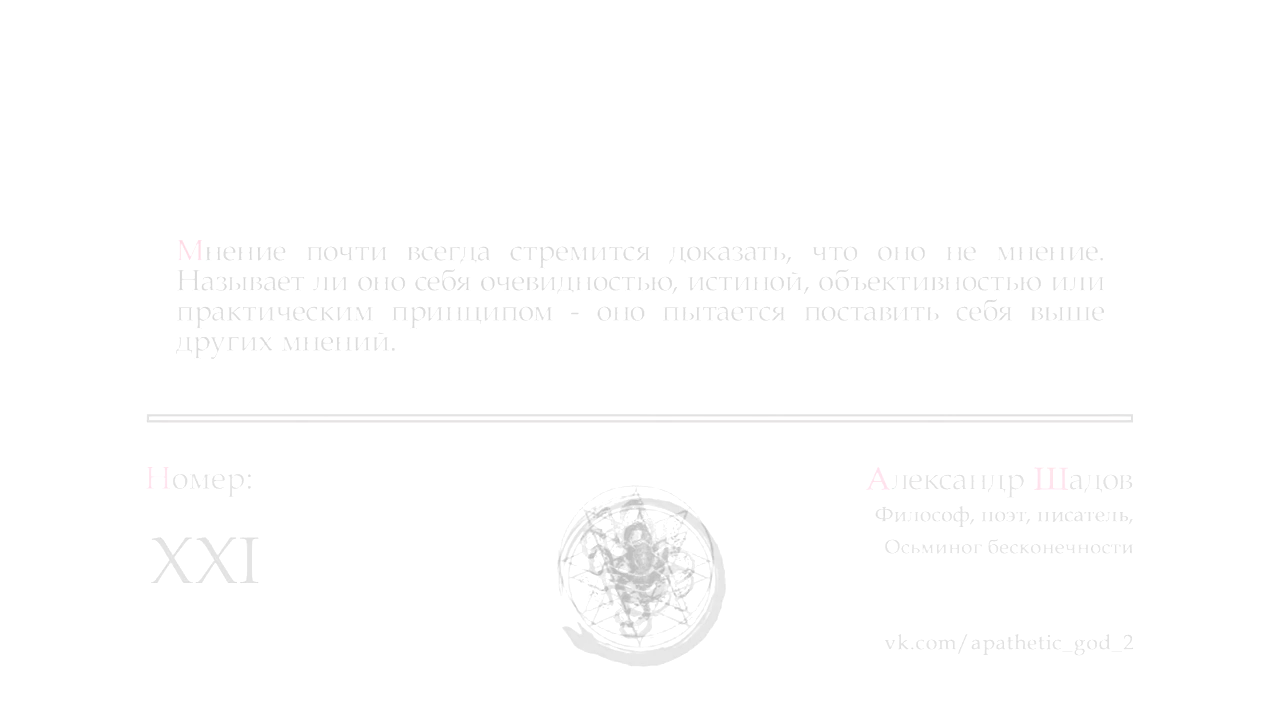 Мнение почти всегда стремится доказать, что оно не мнение.
Называет ли оно себя очевидностью, истиной, объективностью или
практическим принципом - оно пытается поставить себя выше
других мнений.
Номер:
XXI
Александр Шадов
Философ, поэт, писатель,
Осьминог бесконечности
vk.com/apathetic_god_2